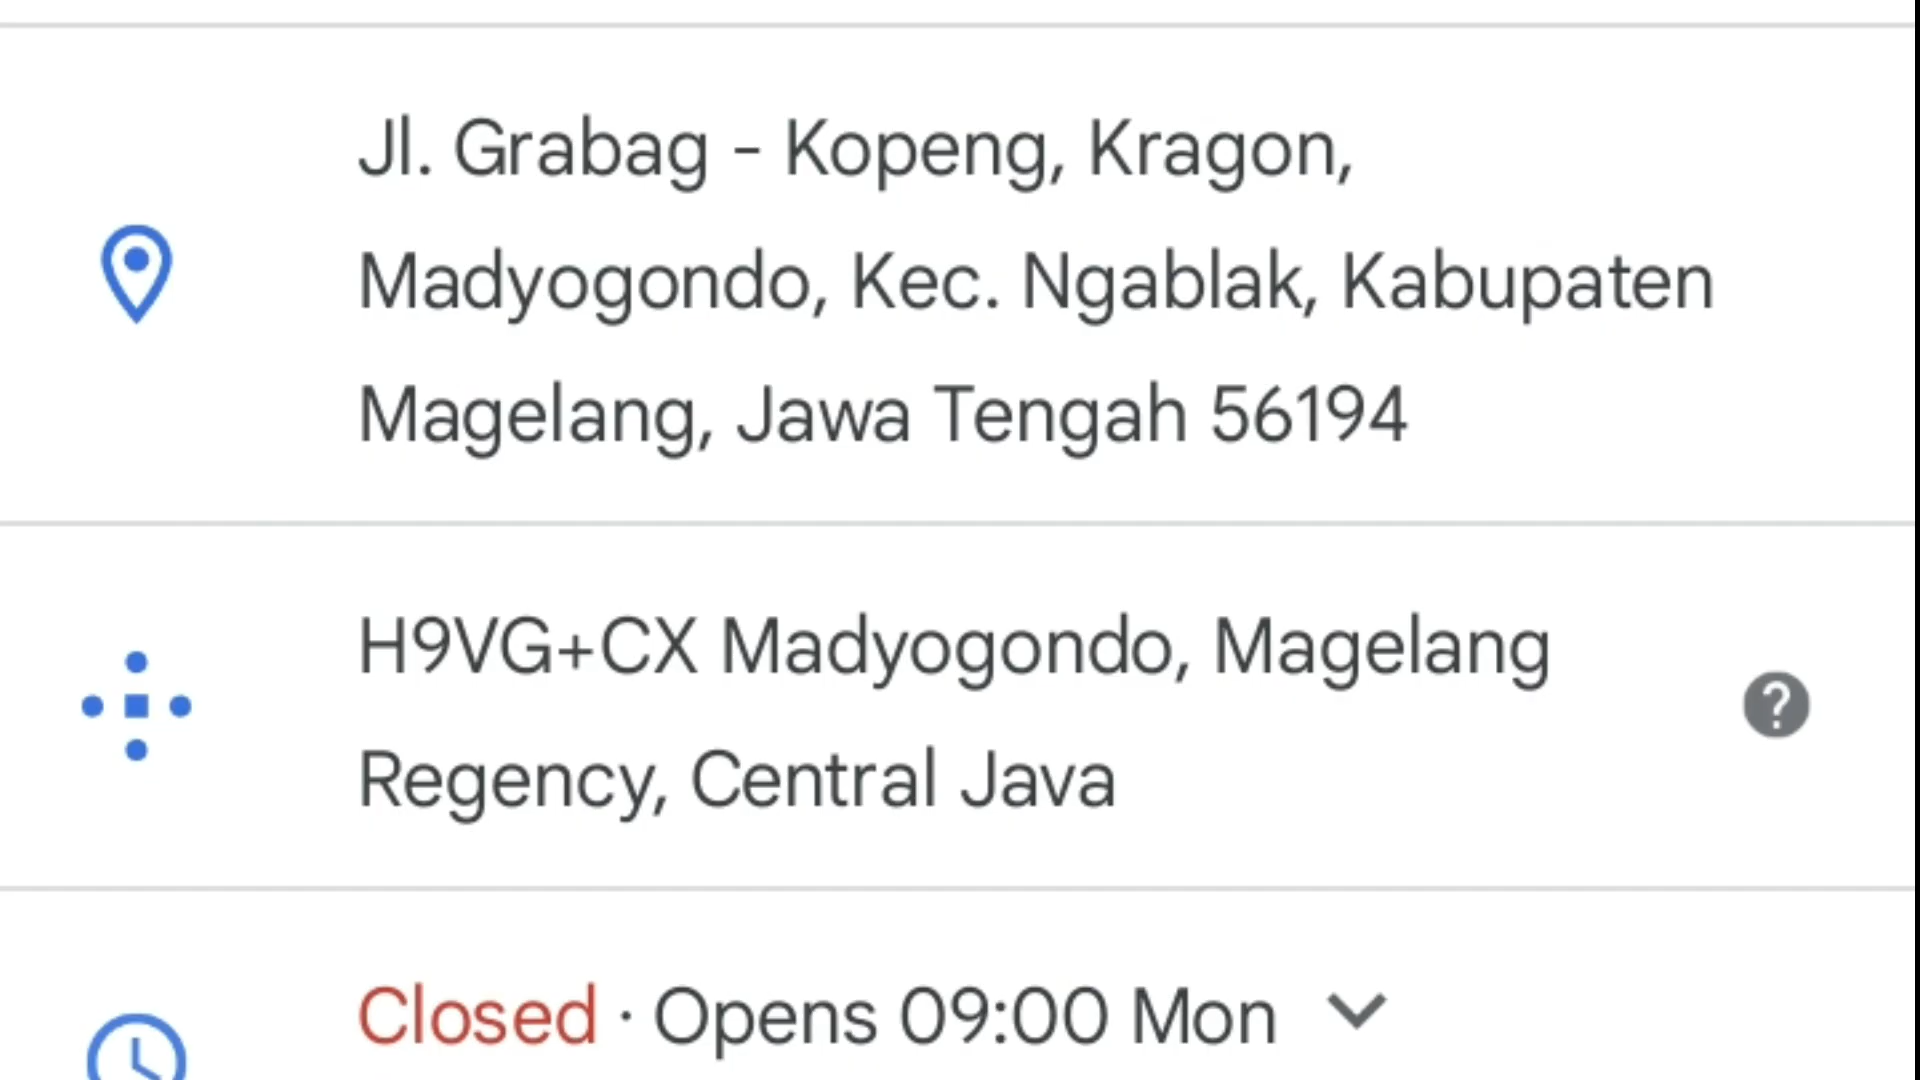 Jl. Grabag - Kopeng, Kragon,
Madyogondo, Kec. Ngablak, Kabupaten
Magelang, Jawa Tengah 56194
H9VG+CX Madyogondo, Magelang
Regency, Central Java
?
Closed · Opens 09:00 Mon